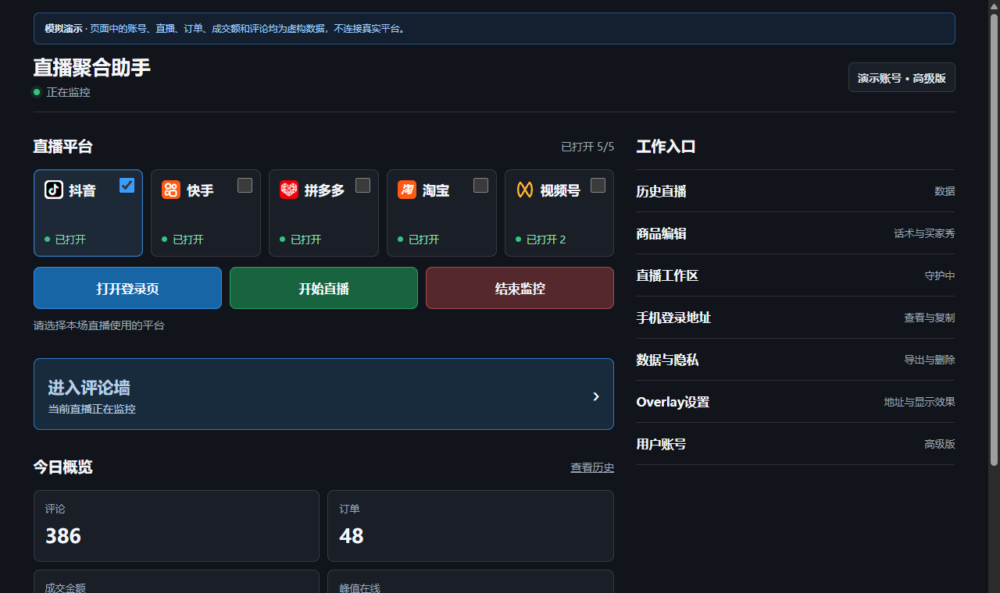 模拟演示 · 页面中的账号、直播、订单、成交额和评论均为虚构数据，不连接真实平台。
直播聚合助手
正在监控
演示账号 • 高级版
直播平台
已打开 5/5
抖音
已打开
快手
已打开
拼多多
已打开
淘
淘宝
已打开
视频号
已打开 2
打开登录页
开始直播
结束监控
请选择本场直播使用的平台
进入评论墙
当前直播正在监控
›
今日概览
查看历史
评论
386
订单
48
成交金额
峰值在线
工作入口
历史直播
数据
商品编辑
话术与买家秀
直播工作区
守护中
手机登录地址
查看与复制
数据与隐私
导出与删除
Overlay设置
地址与显示效果
用户账号
高级版